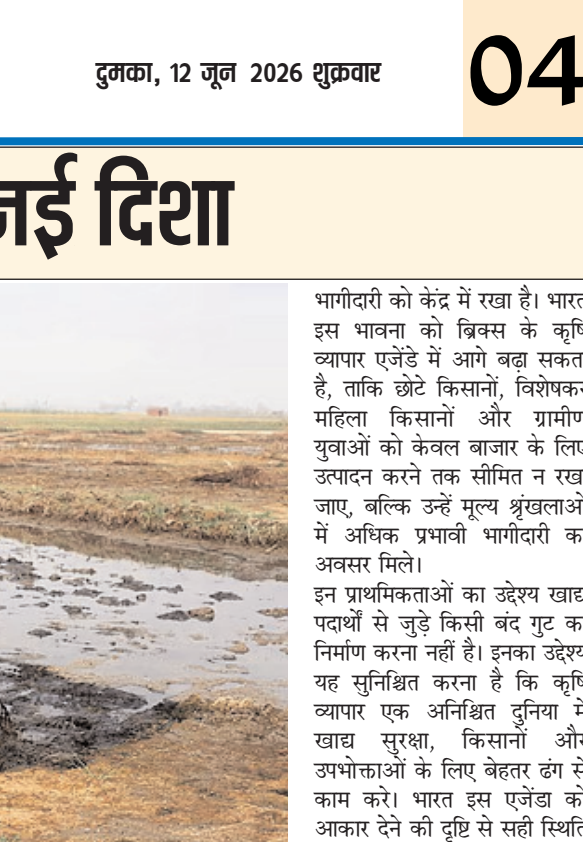 दुमका, 12 जून 2026 शुक्रवार
04
नई दिशा
भागीदारी को केंद्र में रखा है। भारत
इस भावना को ब्रिक्स के कृषि
व्यापार एजेंडे में आगे बढ़ा सकता
है, ताकि छोटे किसानों, विशेषकर
महिला किसानों और ग्रामीण
युवाओं को केवल बाजार के लिए
उत्पादन करने तक सीमित न रखा
जाए, बल्कि उन्हें मूल्य श्रृंखलाओं
में अधिक प्रभावी भागीदारी का
अवसर मिले।
इन प्राथमिकताओं का उद्देश्य खाद्य
पदार्थों से जुड़े किसी बंद गुट का
निर्माण करना नहीं है। इनका उद्देश्य
यह सुनिश्चित करना है कि कृषि
व्यापार एक अनिश्चित दुनिया में
खाद्य सुरक्षा, किसानों और
उपभोक्ताओं के लिए बेहतर ढंग से
काम करे। भारत इस एजेंडा को
आकार देने की दृष्टि से सही स्थिति